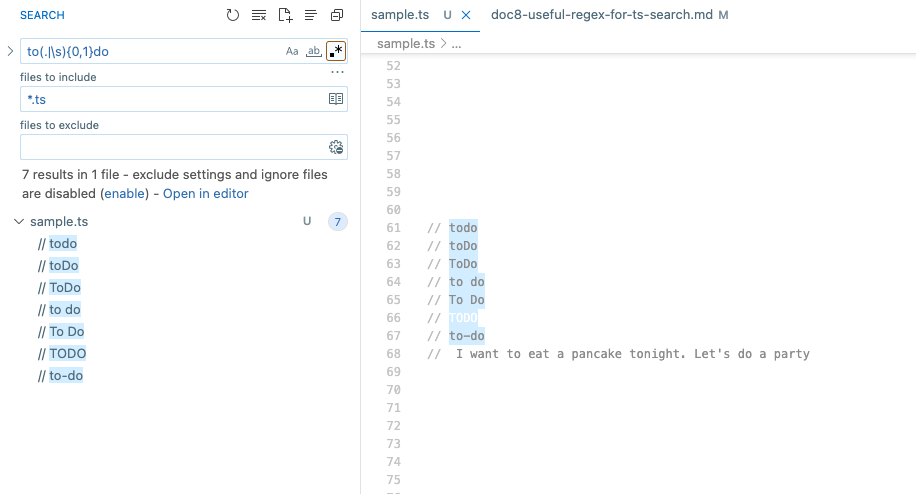 SEARCH
to(.|\s){0,1}do
Aa ab .*
files to include
...
*.ts
files to exclude
7 results in 1 file - exclude settings and ignore files
are disabled (enable) - Open in editor
sample.ts U 7
// todo
// toDo
// ToDo
// to do
// To Do
// TODO
// to-do
sample.ts U × doc8-useful-regex-for-ts-search.md M
sample.ts > ...
52
53
54
55
56
57
58
59
60
61 // todo
62 // toDo
63 // ToDo
64 // to do
65 // To Do
66 // TODO
67 // to-do
68 //  I want to eat a pancake tonight. Let's do a party
69
70
71
72
73
74
75